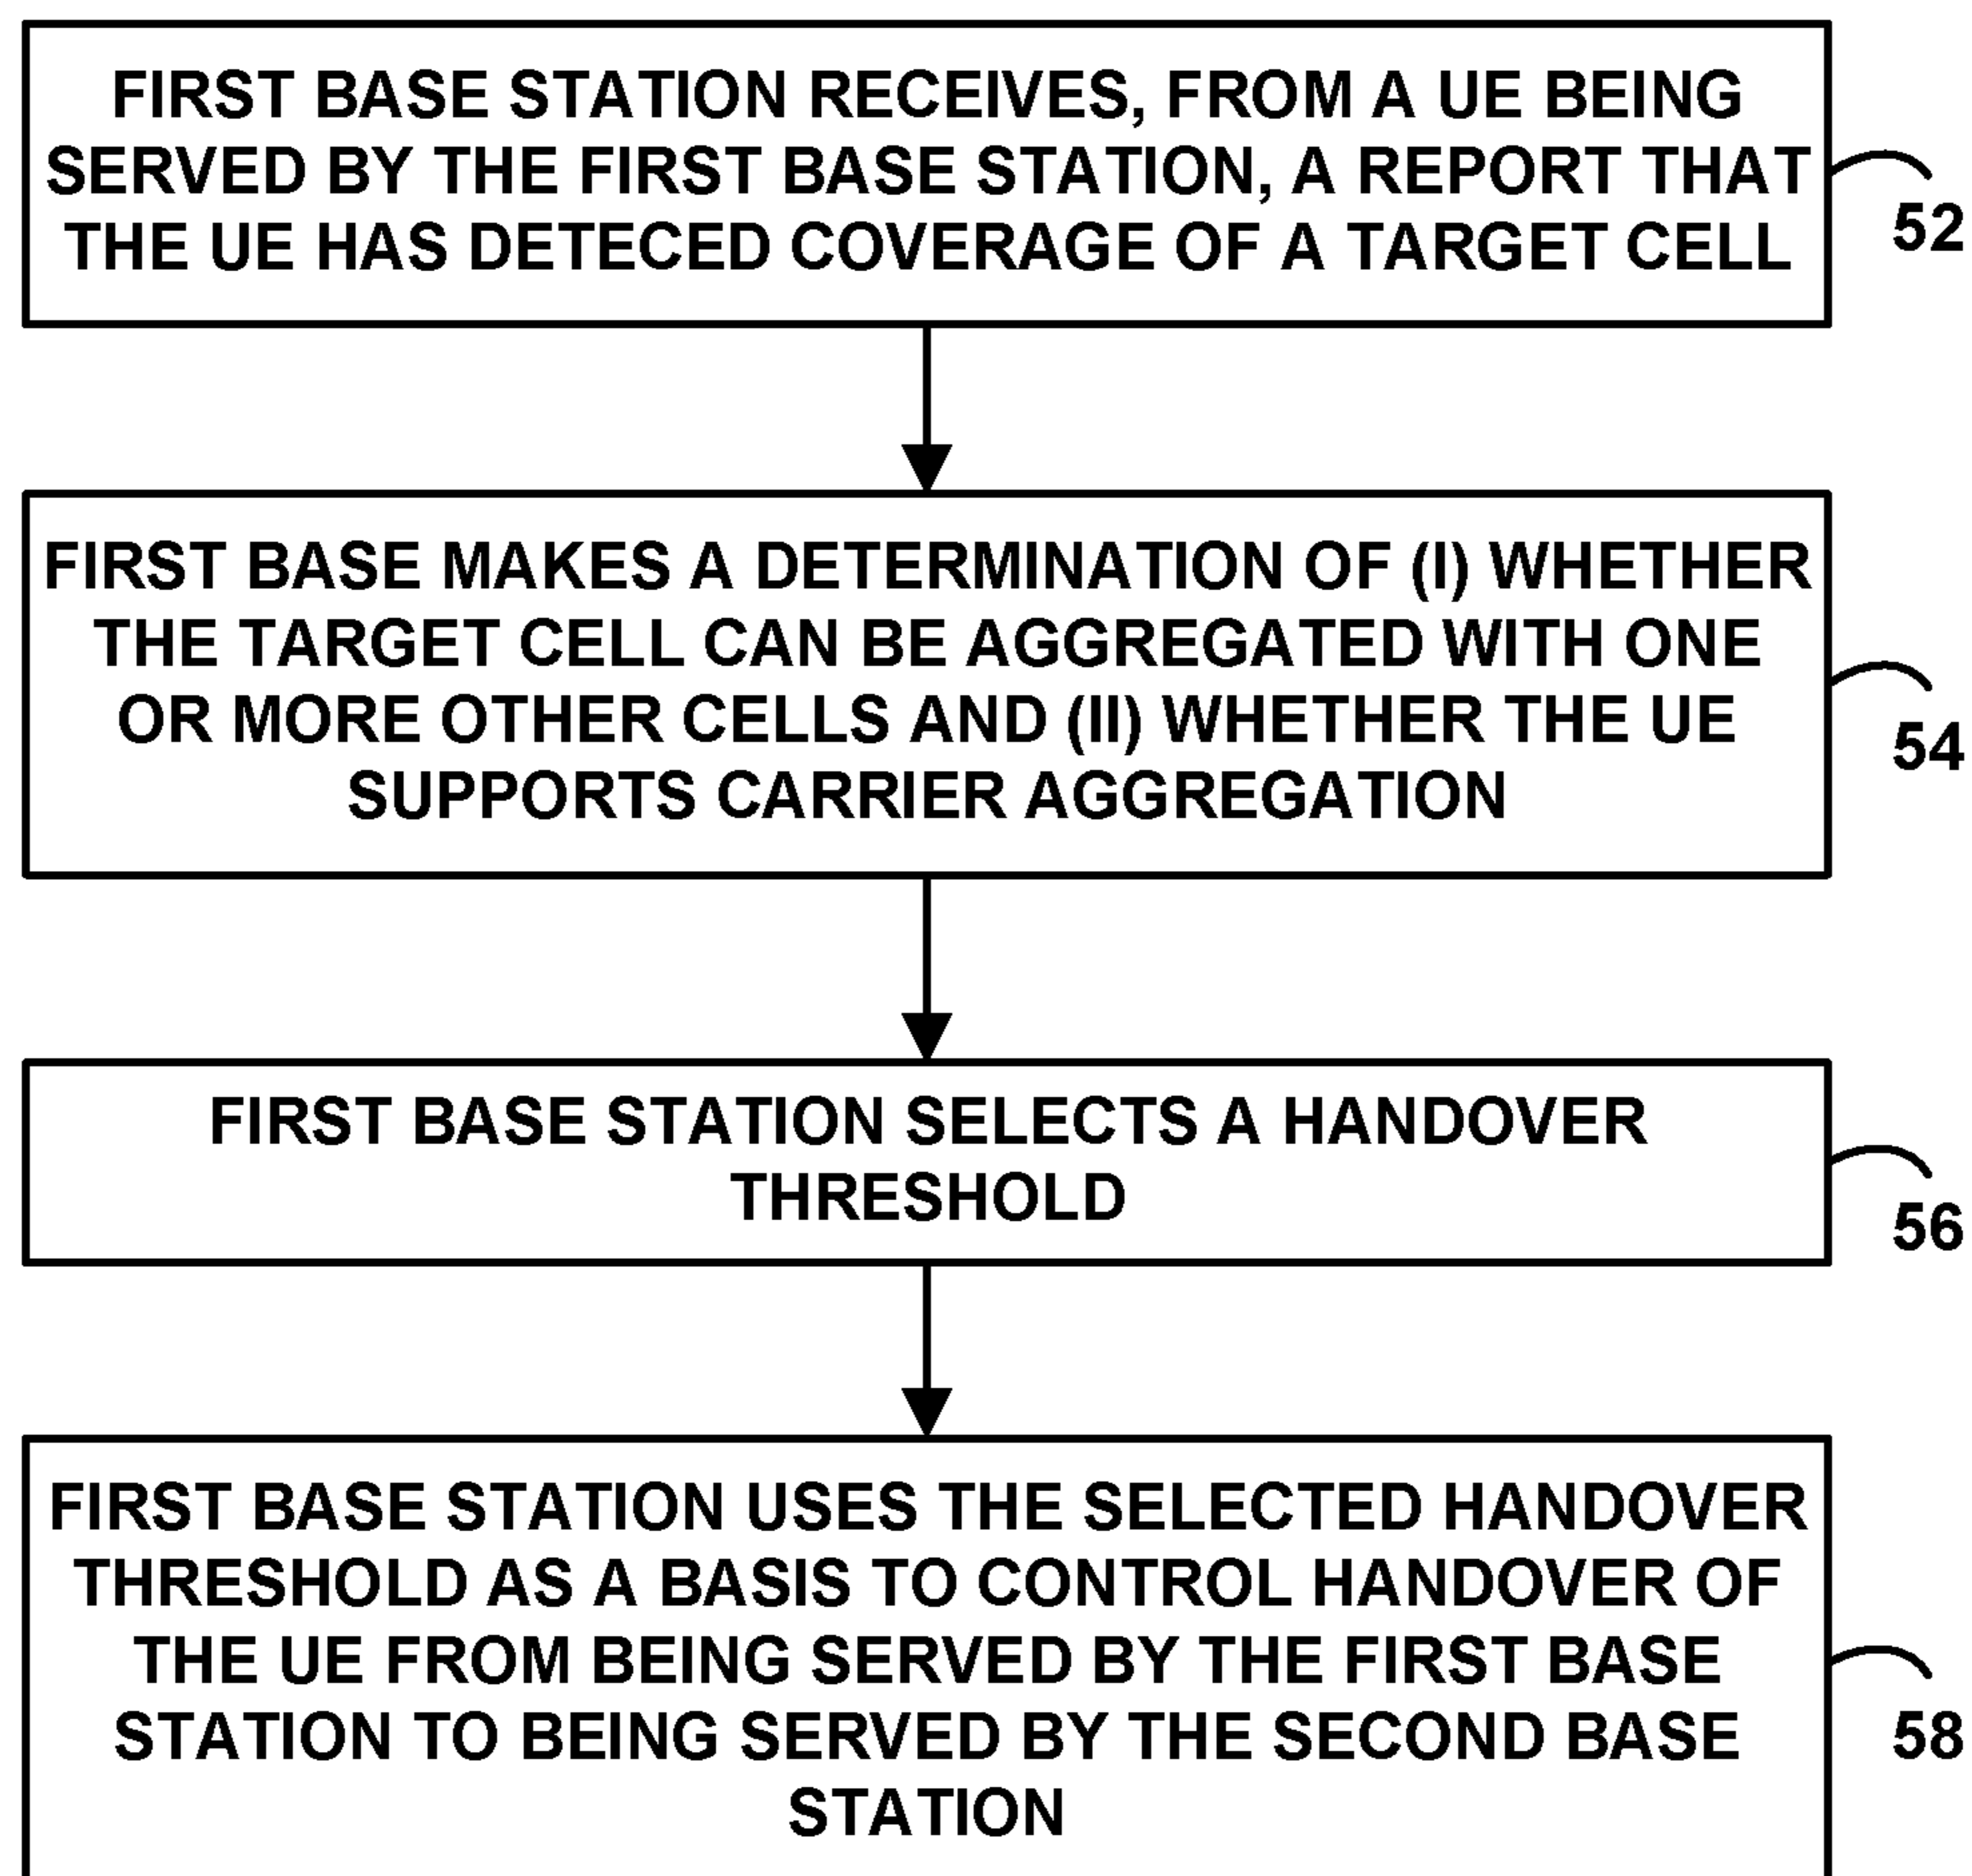 FIRST BASE STATION RECEIVES, FROM A UE BEING
SERVED BY THE FIRST BASE STATION, A REPORT THAT
THE UE HAS DETECED COVERAGE OF A TARGET CELL
52
FIRST BASE MAKES A DETERMINATION OF (I) WHETHER
THE TARGET CELL CAN BE AGGREGATED WITH ONE
OR MORE OTHER CELLS AND (II) WHETHER THE UE
SUPPORTS CARRIER AGGREGATION
54
FIRST BASE STATION SELECTS A HANDOVER
THRESHOLD
56
FIRST BASE STATION USES THE SELECTED HANDOVER
THRESHOLD AS A BASIS TO CONTROL HANDOVER OF
THE UE FROM BEING SERVED BY THE FIRST BASE
STATION TO BEING SERVED BY THE SECOND BASE
STATION
58